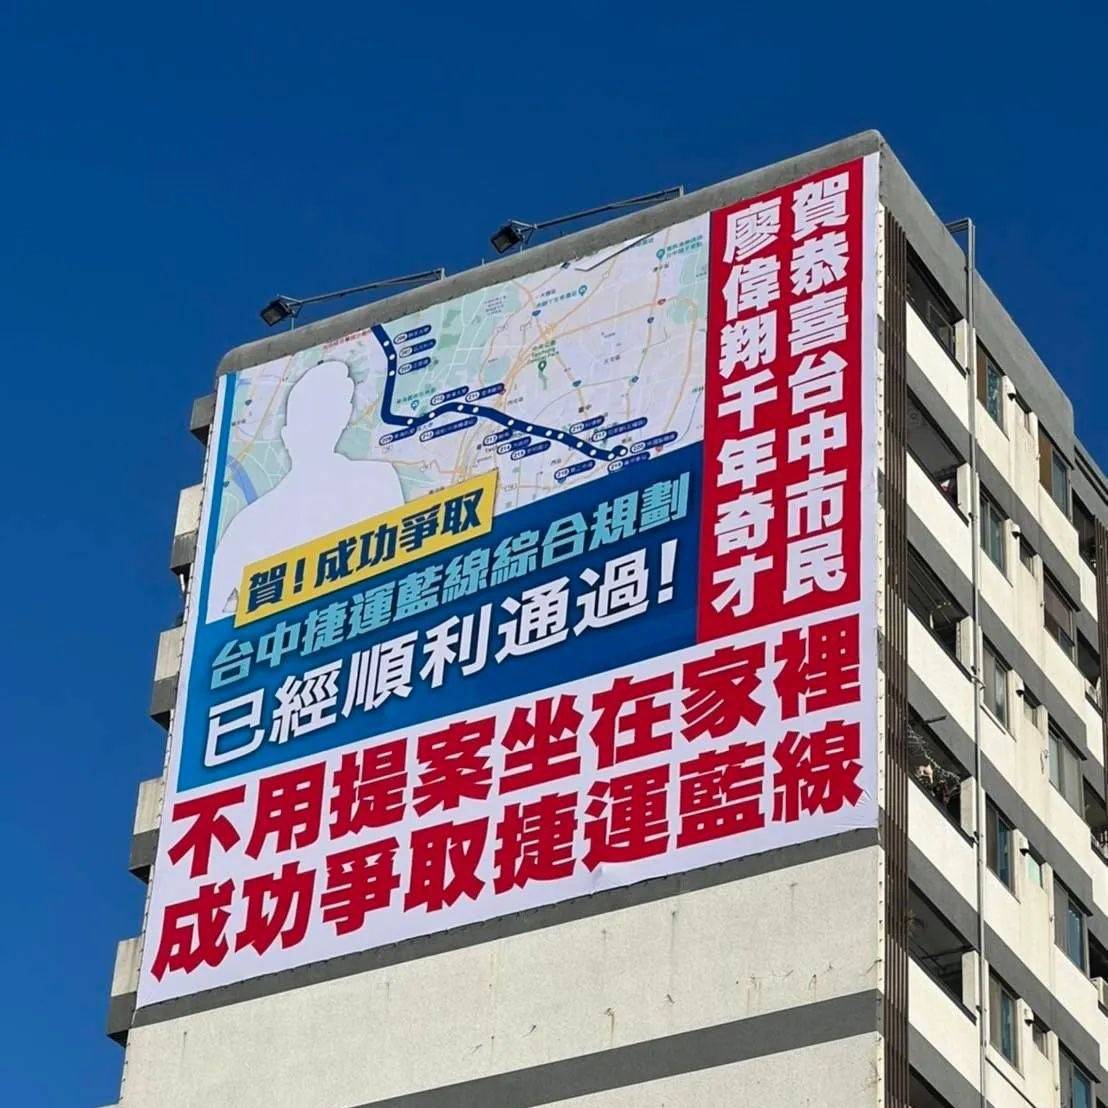 賀恭喜台中市民
廖偉翔千年奇才
賀！成功爭取
台中捷運藍線綜合規劃
已經順利通過！
不用提案坐在家裡
成功爭取捷運藍線